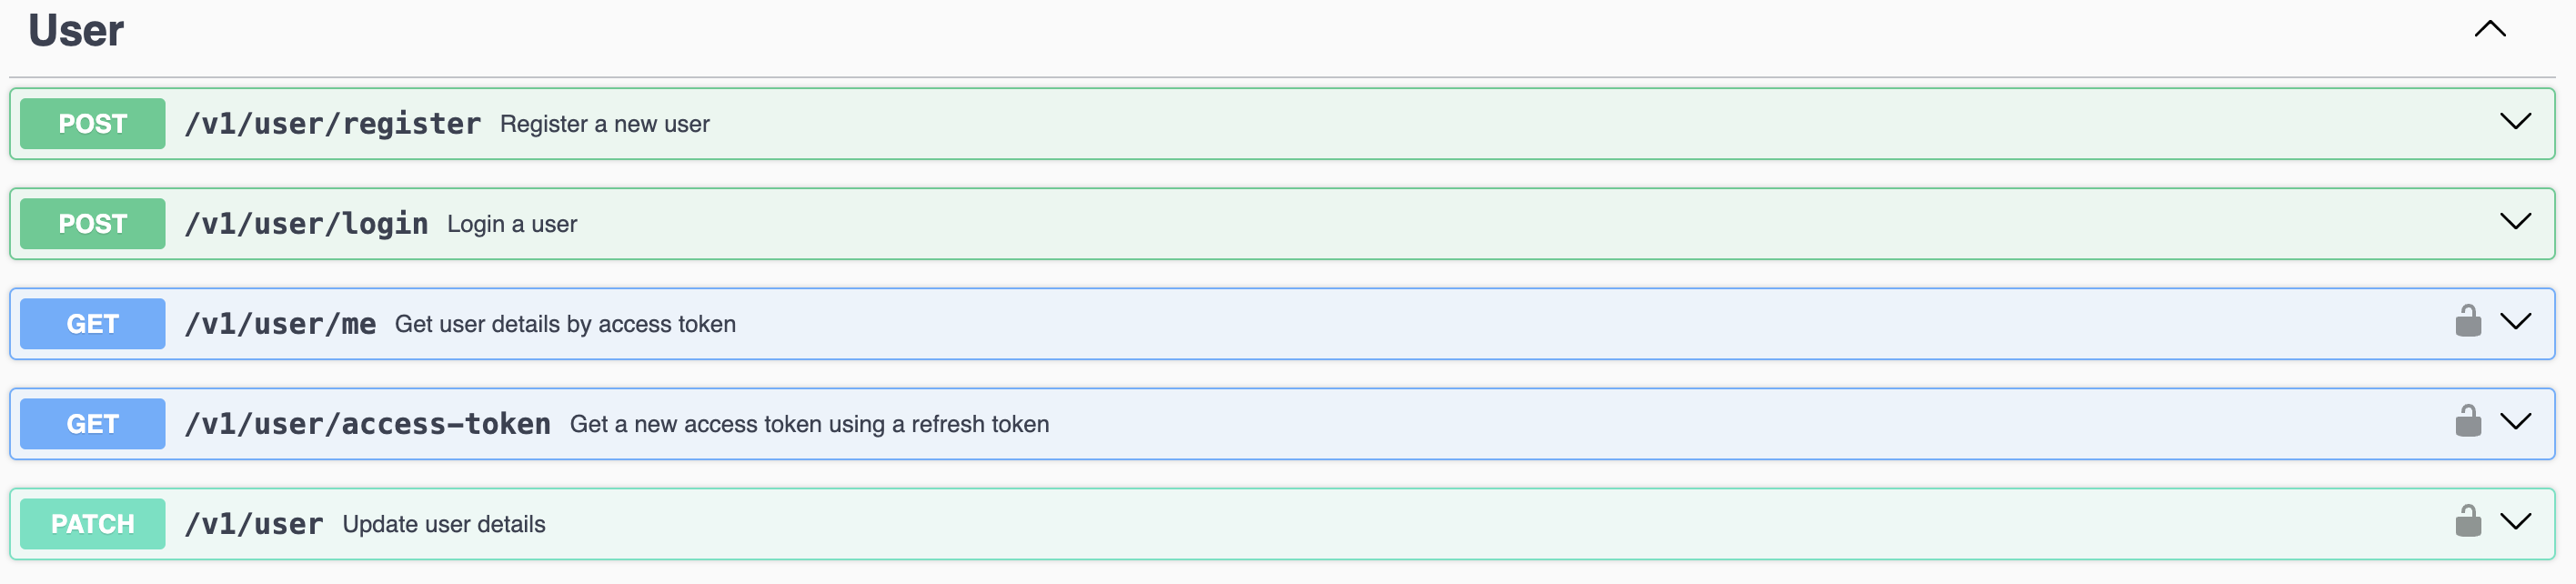 User
POST /v1/user/register Register a new user
POST /v1/user/login Login a user
GET /v1/user/me Get user details by access token
GET /v1/user/access-token Get a new access token using a refresh token
PATCH /v1/user Update user details